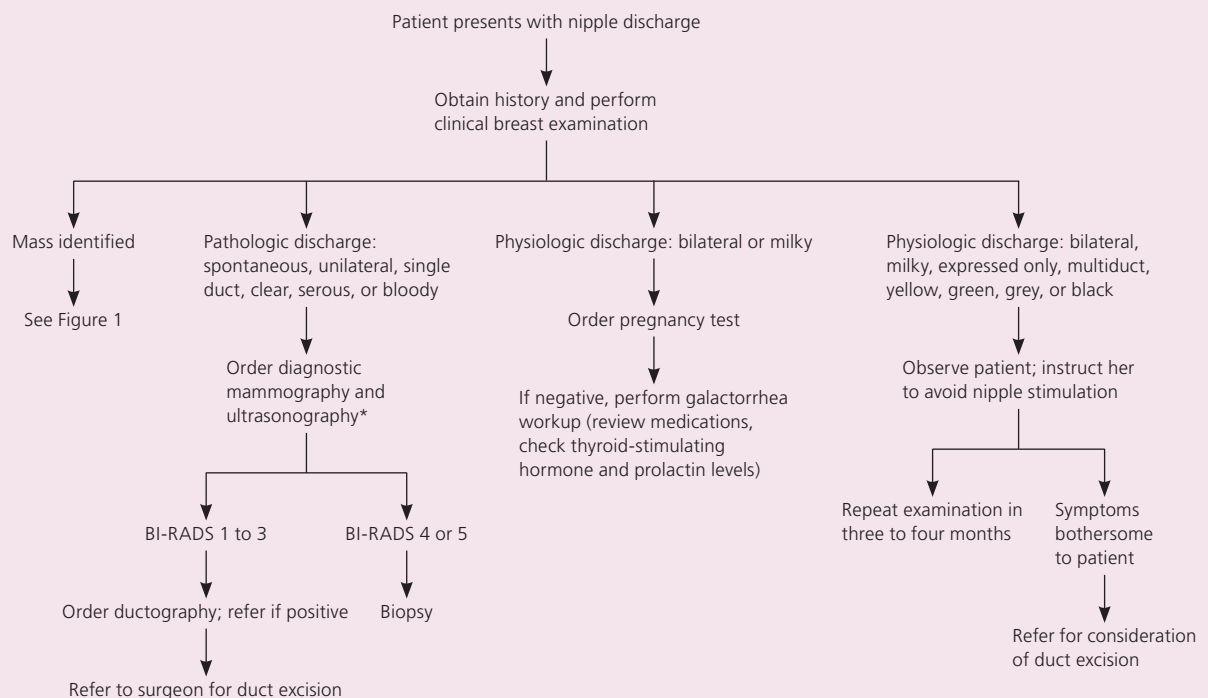 Patient presents with nipple discharge
Obtain history and perform
clinical breast examination
Mass identified
See Figure 1
Pathologic discharge:
spontaneous, unilateral, single
duct, clear, serous, or bloody
Order diagnostic
mammography and
ultrasonography*
BI-RADS 1 to 3
Order ductography; refer if positive
Refer to surgeon for duct excision
BI-RADS 4 or 5
Biopsy
Physiologic discharge: bilateral or milky
Order pregnancy test
If negative, perform galactorrhea
workup (review medications,
check thyroid-stimulating
hormone and prolactin levels)
Physiologic discharge: bilateral,
milky, expressed only, multiduct,
yellow, green, grey, or black
Observe patient; instruct her
to avoid nipple stimulation
Repeat examination in
three to four months
Symptoms
bothersome
to patient
Refer for consideration
of duct excision